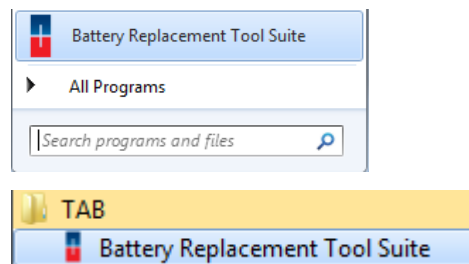 Battery Replacement Tool Suite
All Programs
Search programs and files
TAB
Battery Replacement Tool Suite